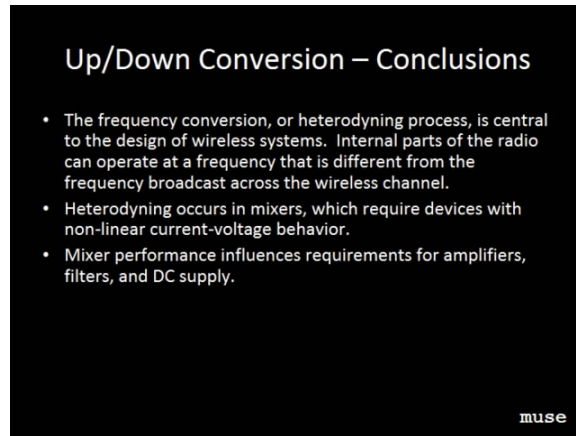 Up/Down Conversion – Conclusions
• The frequency conversion, or heterodyning process, is central
to the design of wireless systems.  Internal parts of the radio
can operate at a frequency that is different from the
frequency broadcast across the wireless channel.
• Heterodyning occurs in mixers, which require devices with
non-linear current-voltage behavior.
• Mixer performance influences requirements for amplifiers,
filters, and DC supply.
muse